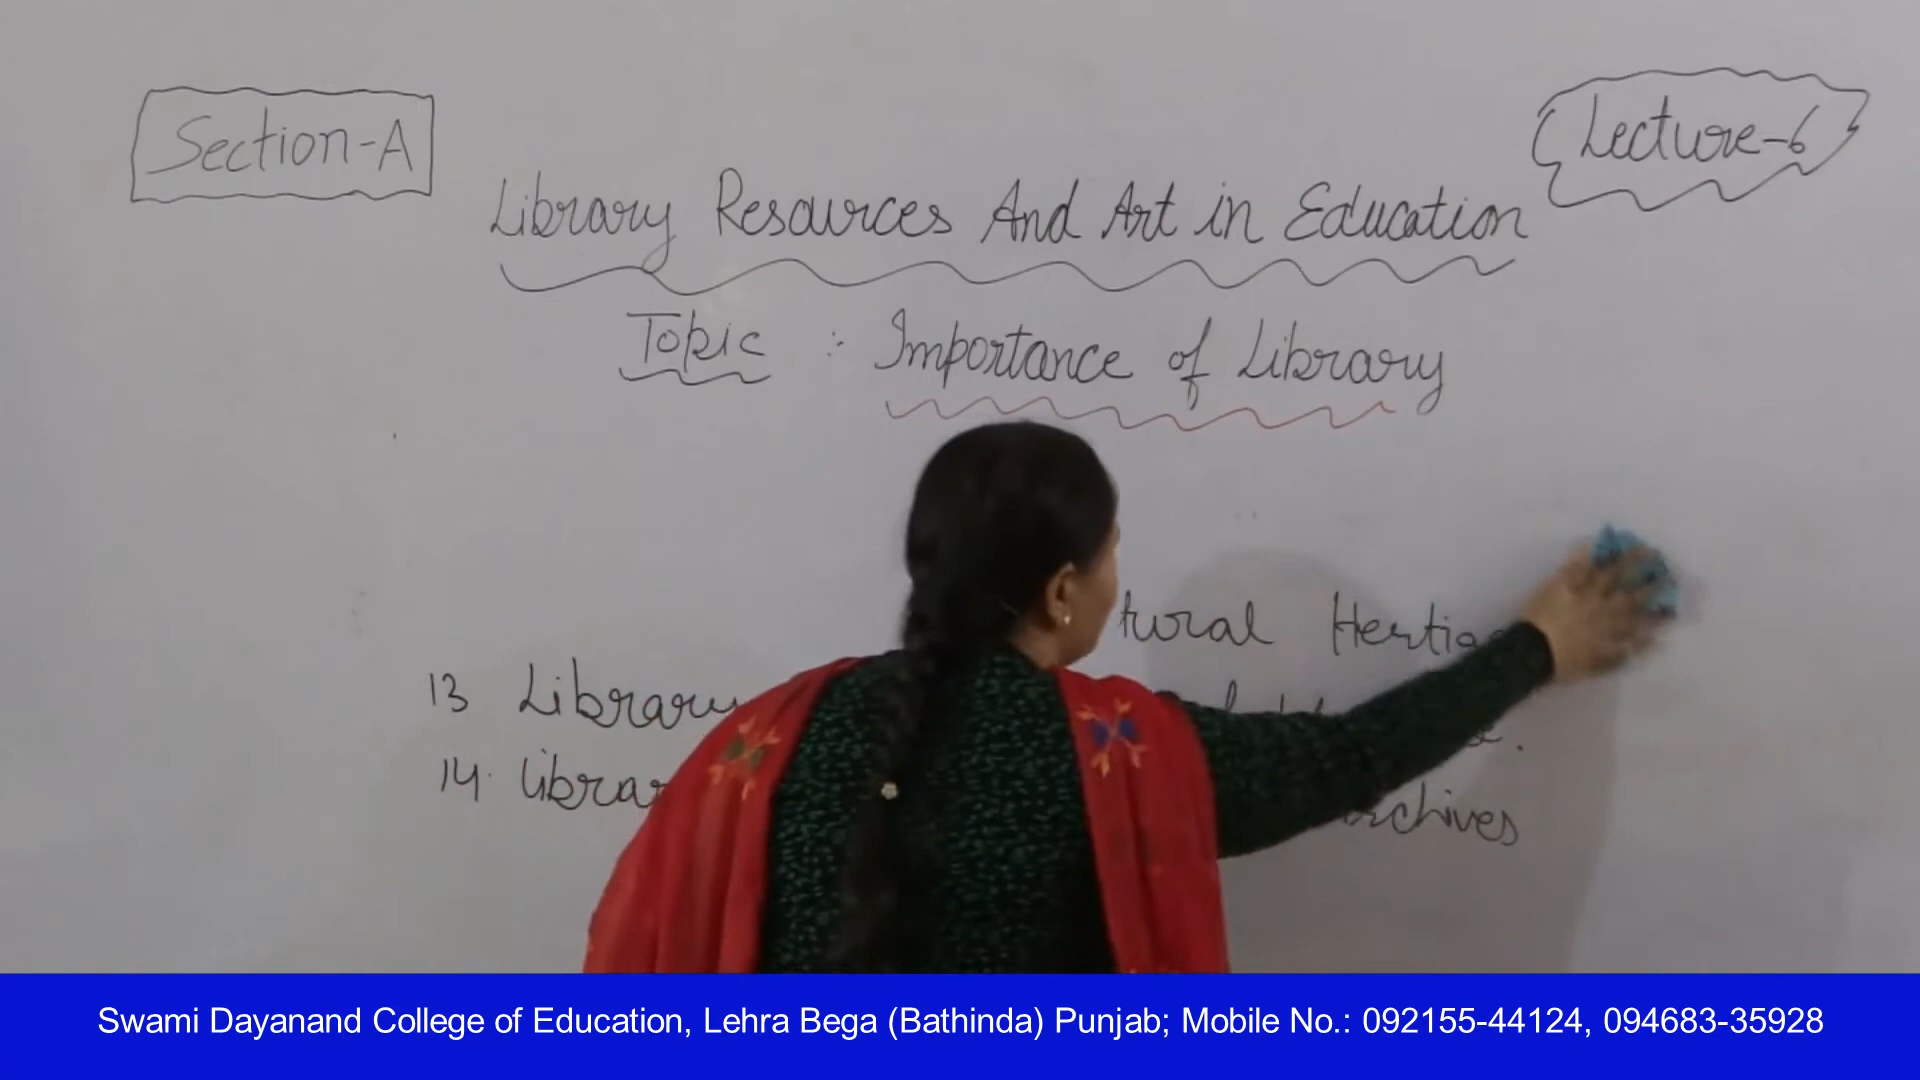 Section-A
Lecture-6
Library Resources And Art in Education
Topic : Importance of Library
13 Library
14. Library
Swami Dayanand College of Education, Lehra Bega (Bathinda) Punjab; Mobile No.: 092155-44124, 094683-35928